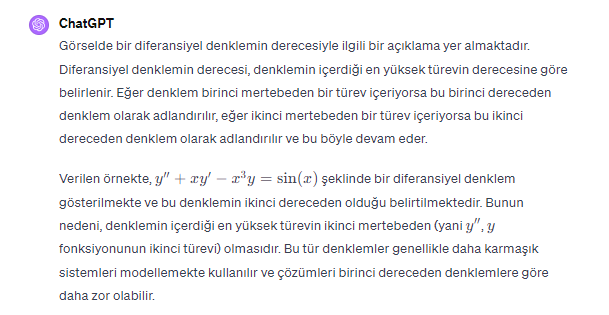 ChatGPT
Görselde bir diferansiyel denklemin derecesiyle ilgili bir açıklama yer almaktadır.
Diferansiyel denklemin derecesi, denklemin içerdiği en yüksek türevin derecesine göre
belirlenir. Eğer denklem birinci mertebeden bir türev içeriyorsa bu birinci dereceden
denklem olarak adlandırılır, eğer ikinci mertebeden bir türev içeriyorsa bu ikinci
dereceden denklem olarak adlandırılır ve bu böyle devam eder.
Verilen örnekte, y″ + xy′ − x³y = sin(x) şeklinde bir diferansiyel denklem
gösterilmekte ve bu denklemin ikinci dereceden olduğu belirtilmektedir. Bunun
nedeni, denklemin içerdiği en yüksek türevin ikinci mertebeden (yani y″, y
fonksiyonunun ikinci türevi) olmasıdır. Bu tür denklemler genellikle daha karmaşık
sistemleri modellemekte kullanılır ve çözümleri birinci dereceden denklemlere göre
daha zor olabilir.